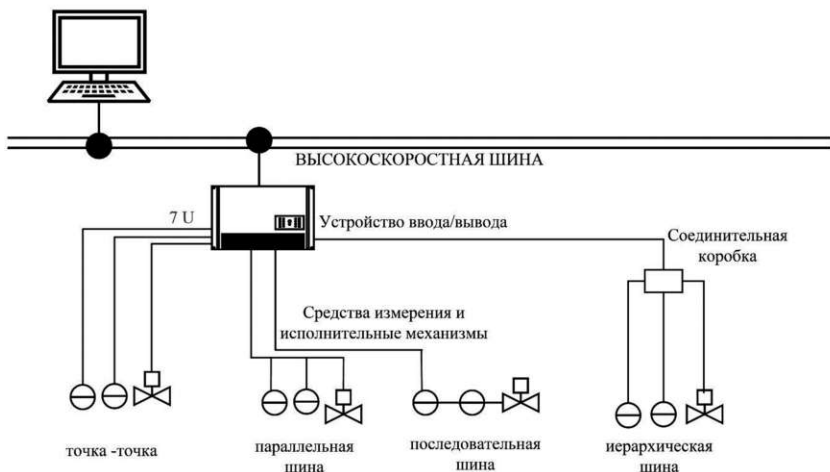 ВЫСОКОСКОРОСТНАЯ ШИНА
7 U
Устройство ввода/вывода
Соединительная
коробка
Средства измерения и
исполнительные механизмы
точка -точка
параллельная
шина
последовательная
шина
иерархическая
шина